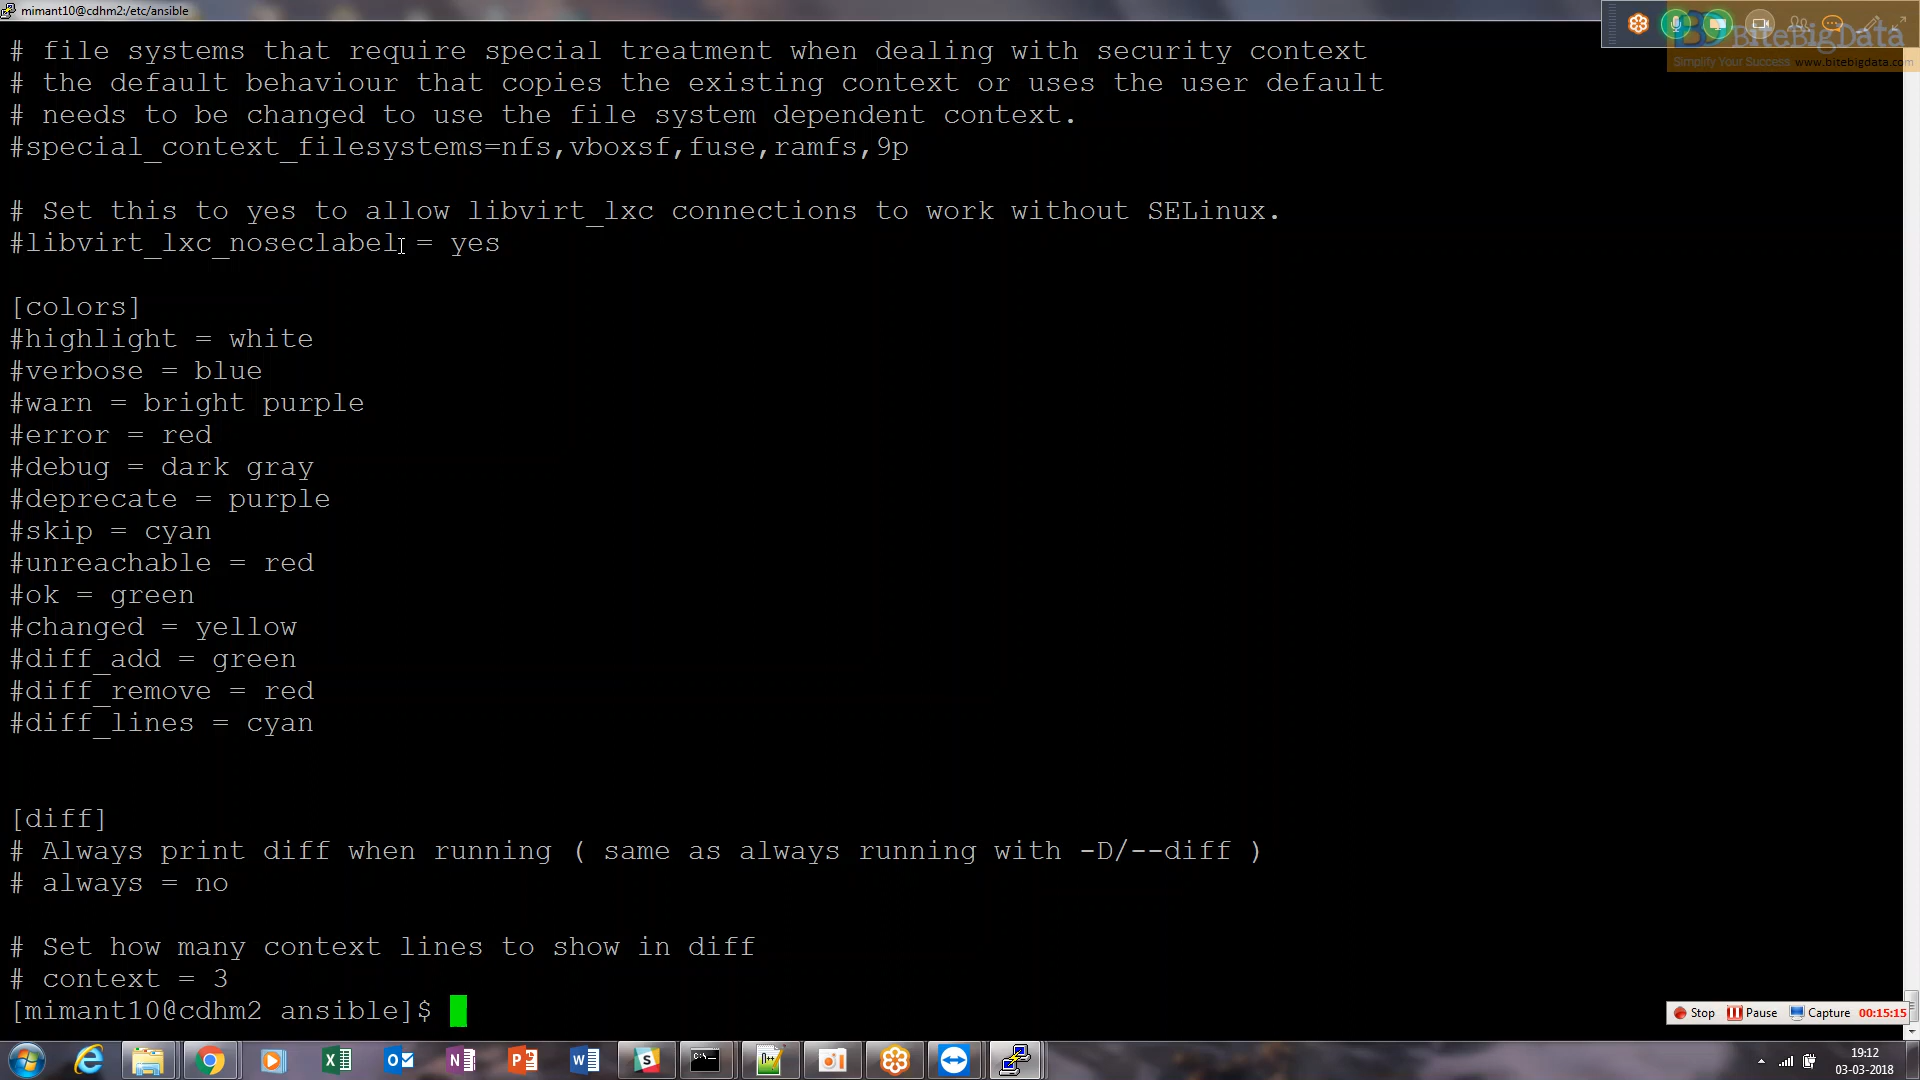 mimant10@cdhm2:/etc/ansible
BiteBigData
Simplify Your Success www.bitebigdata.com
# file systems that require special treatment when dealing with security context
# the default behaviour that copies the existing context or uses the user default
# needs to be changed to use the file system dependent context.
#special_context_filesystems=nfs,vboxsf,fuse,ramfs,9p
# Set this to yes to allow libvirt_lxc connections to work without SELinux.
#libvirt_lxc_noseclabel = yes
[colors]
#highlight = white
#verbose = blue
#warn = bright purple
#error = red
#debug = dark gray
#deprecate = purple
#skip = cyan
#unreachable = red
#ok = green
#changed = yellow
#diff_add = green
#diff_remove = red
#diff_lines = cyan
[diff]
# Always print diff when running ( same as always running with -D/--diff )
# always = no
# Set how many context lines to show in diff
# context = 3
[mimant10@cdhm2 ansible]$
Stop Pause Capture 00:15:15
19:12
03-03-2018